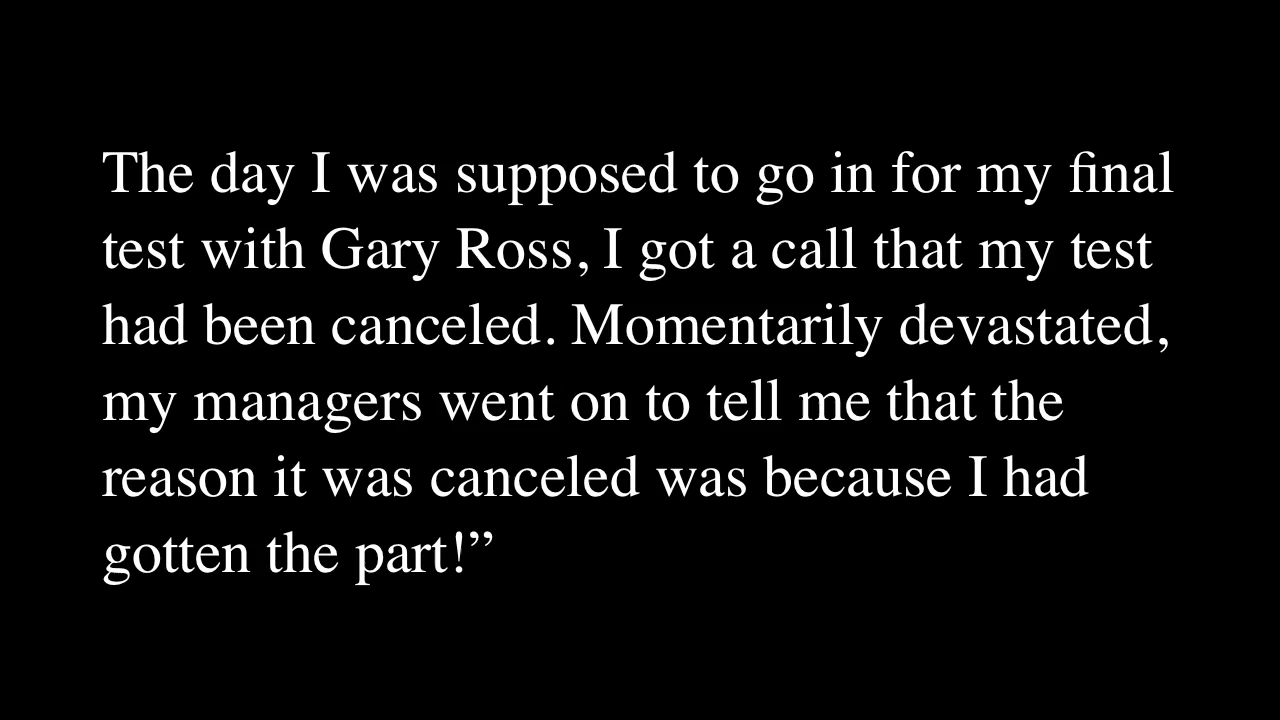 The day I was supposed to go in for my final
test with Gary Ross, I got a call that my test
had been canceled. Momentarily devastated,
my managers went on to tell me that the
reason it was canceled was because I had
gotten the part!”